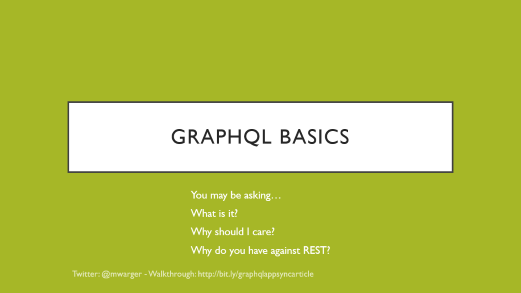 GRAPHQL BASICS
You may be asking...
What is it?
Why should I care?
Why do you have against REST?
Twitter: @mwarger - Walkthrough: http://bit.ly/graphqlappsyncarticle